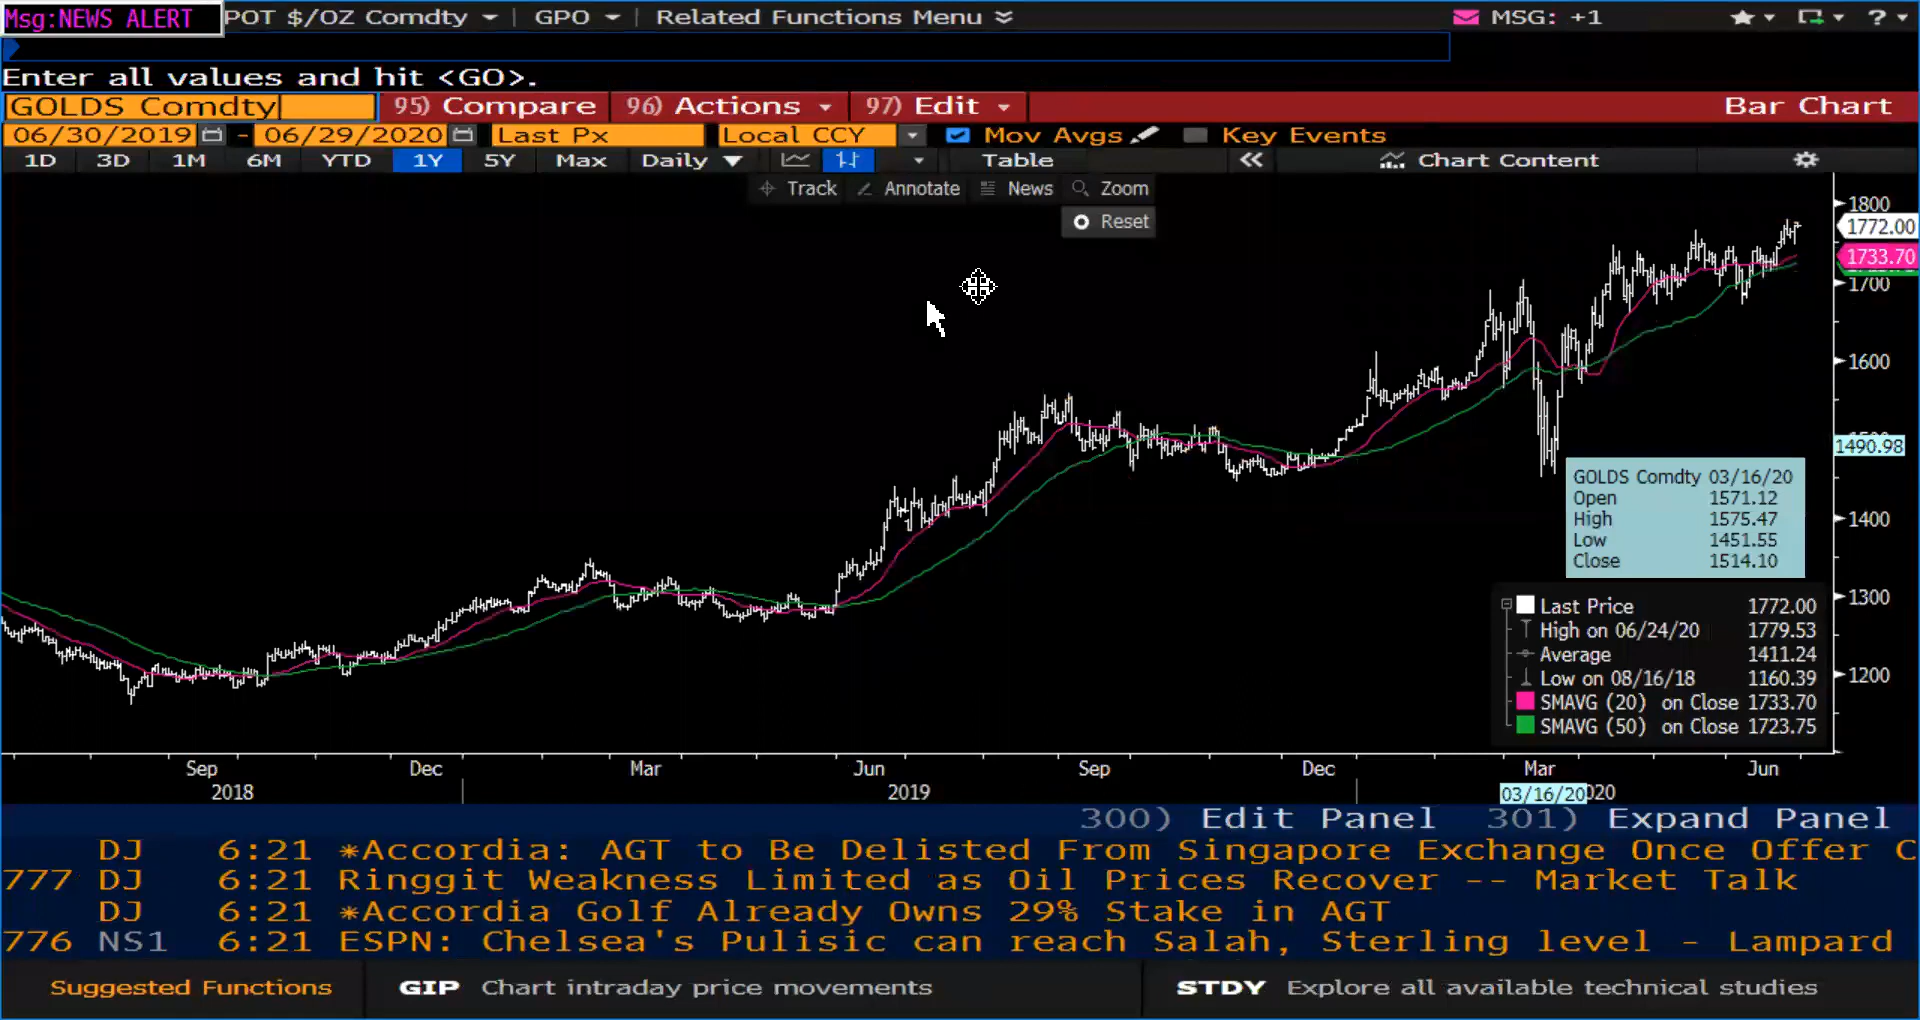 Msg:NEWS ALERT POT $/OZ Comdty GPO Related Functions Menu MSG: +1 ?
Enter all values and hit <GO>.
GOLDS Comdty 95) Compare 96) Actions 97) Edit Bar Chart
06/30/2019 - 06/29/2020 Last Px Local CCY Mov Avgs Key Events
1D 3D 1M 6M YTD 1Y 5Y Max Daily Table « Chart Content
Track Annotate News Zoom
Reset
1800
1772.00
1733.70
1700
1600
1490.98
GOLDS Comdty 03/16/20
Open 1571.12
High 1575.47
Low 1451.55
Close 1514.10
1400
1300
1200
Last Price 1772.00
High on 06/24/20 1779.53
Average 1411.24
Low on 08/16/18 1160.39
SMAVG (20) on Close 1733.70
SMAVG (50) on Close 1723.75
Sep Dec Mar Jun Sep Dec Mar Jun
2018 2019 03/16/20 020
300) Edit Panel 301) Expand Panel
DJ 6:21 *Accordia: AGT to Be Delisted From Singapore Exchange Once Offer C
777 DJ 6:21 Ringgit Weakness Limited as Oil Prices Recover -- Market Talk
DJ 6:21 *Accordia Golf Already Owns 29% Stake in AGT
776 NS1 6:21 ESPN: Chelsea's Pulisic can reach Salah, Sterling level - Lampard
Suggested Functions GIP Chart intraday price movements STDY Explore all available technical studies